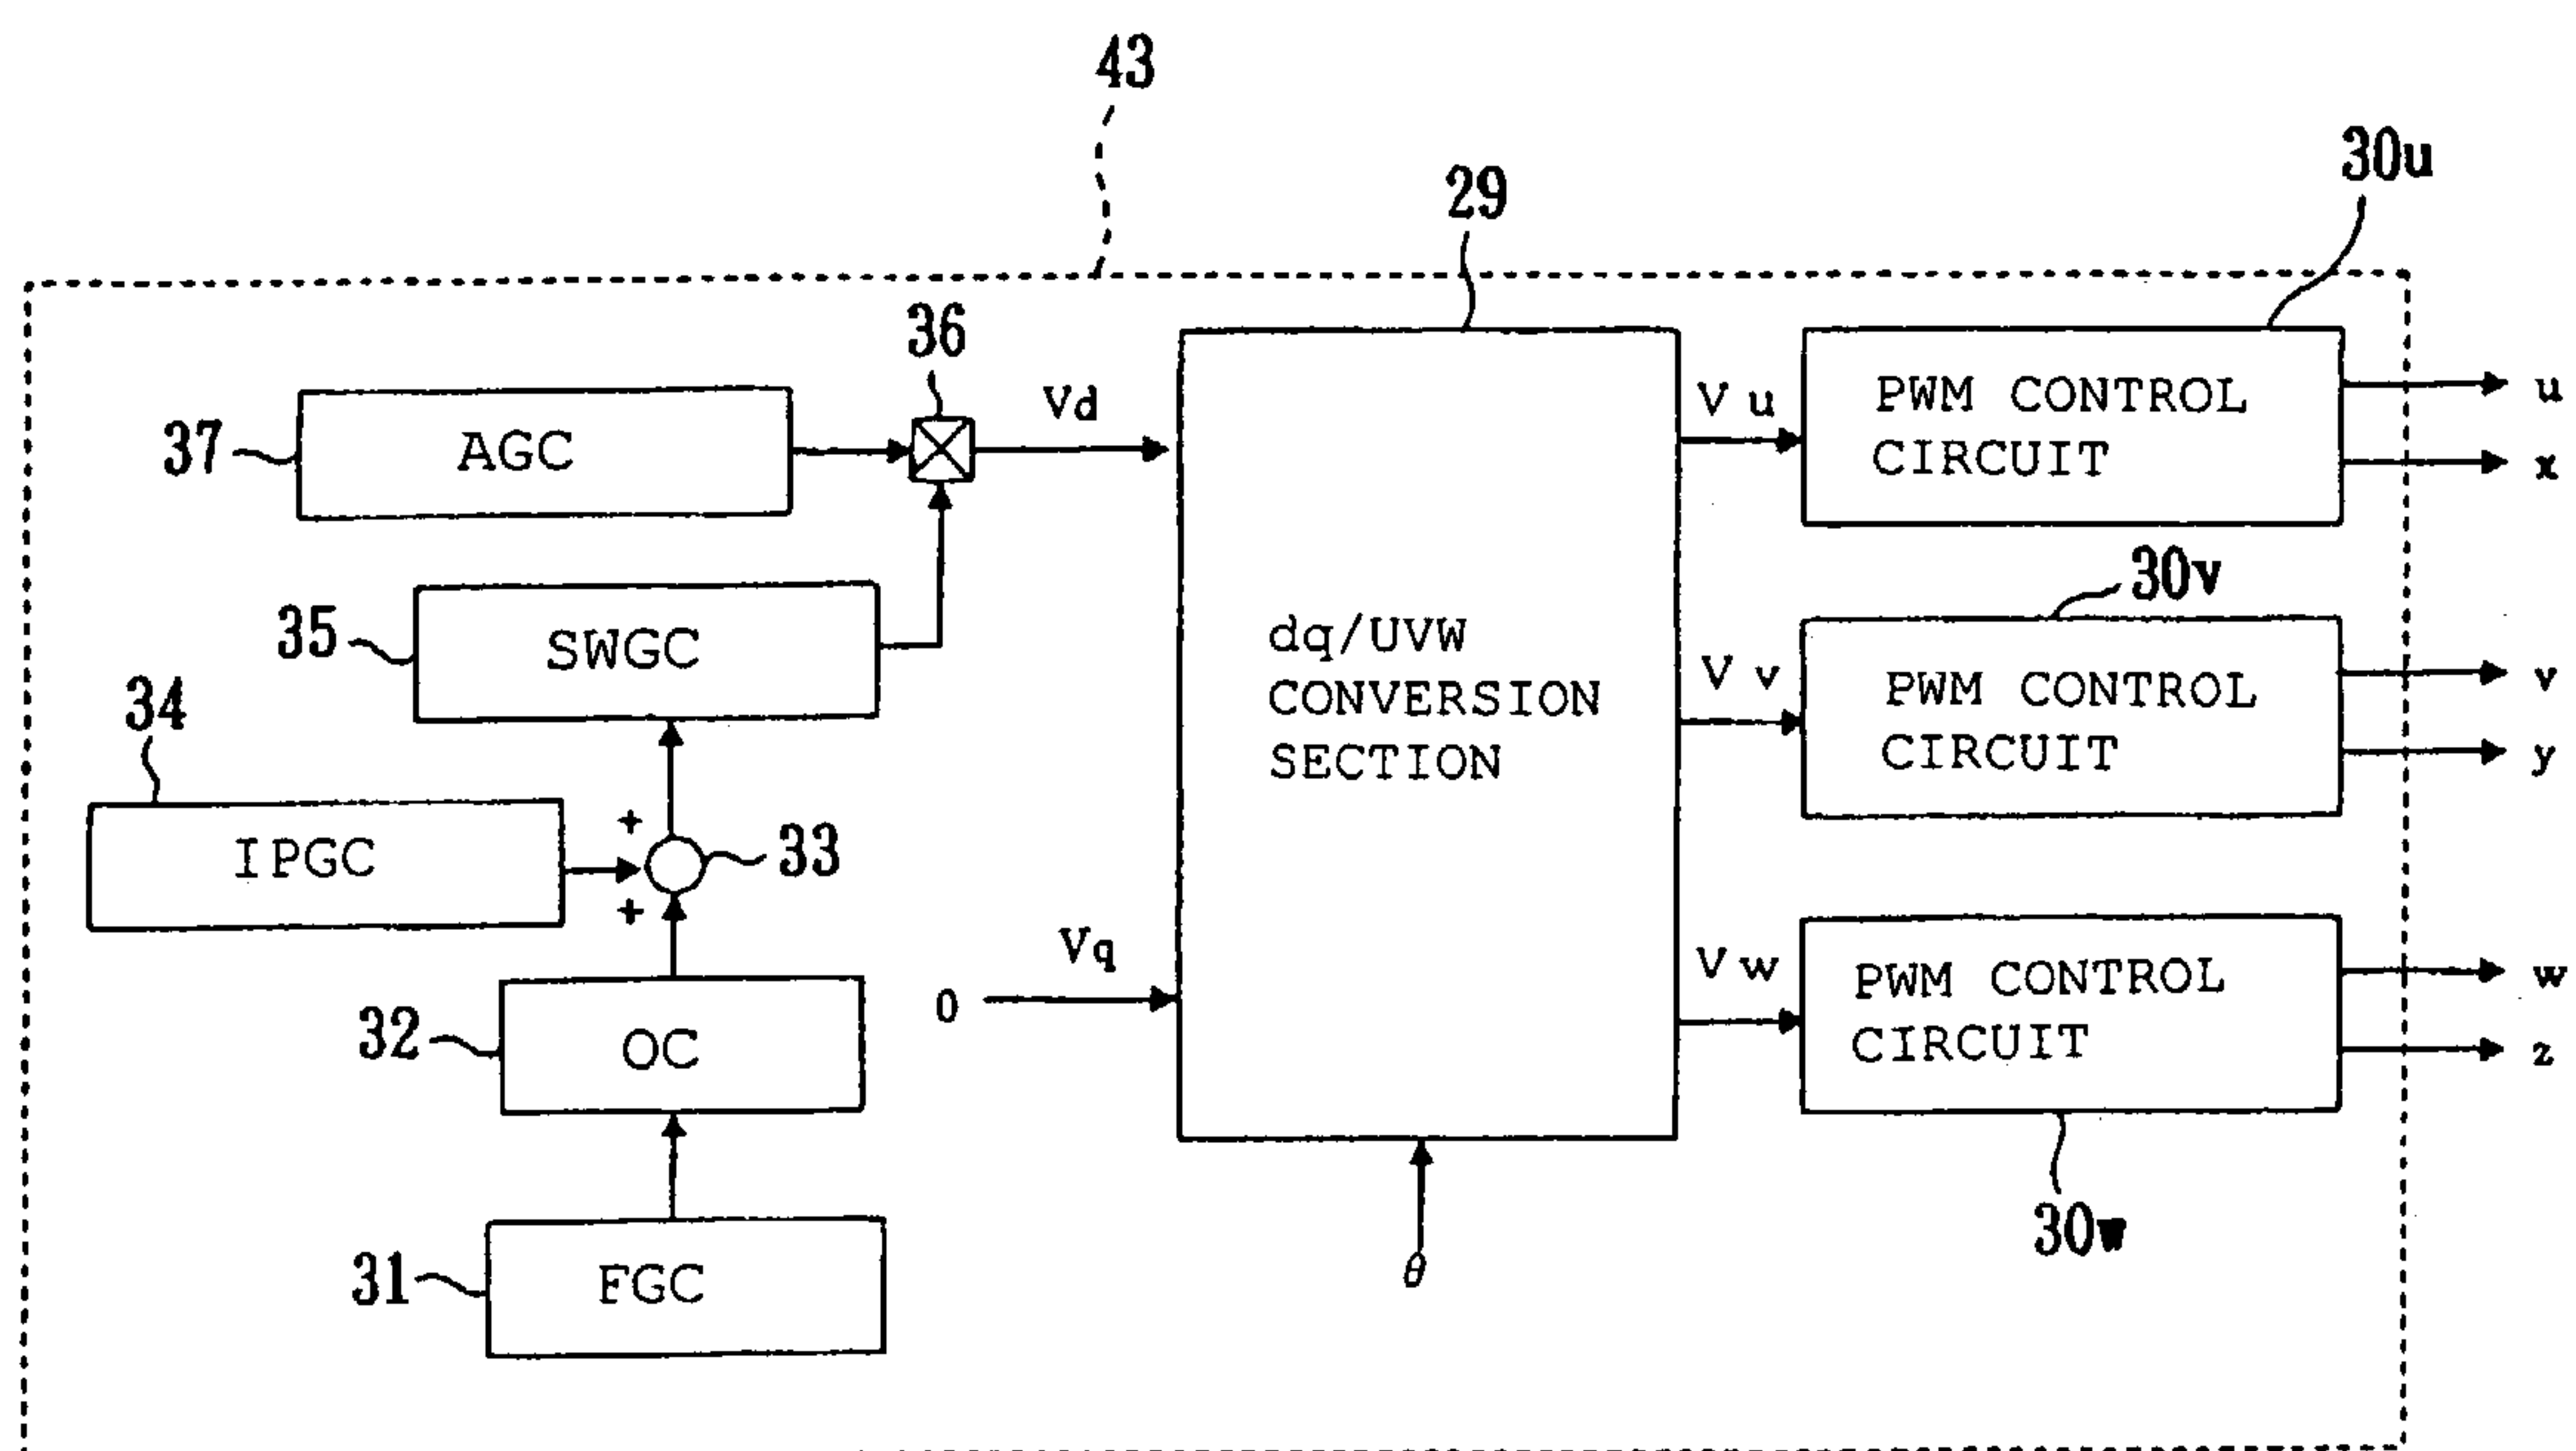 43
30u
29
36
Vd
37
AGC
V u
PWM CONTROL
CIRCUIT
u
x
30v
35
SWGC
dq/UVW
CONVERSION
SECTION
V v
PWM CONTROL
CIRCUIT
v
y
34
IPGC
+
+
33
Vq
0
V w
PWM CONTROL
CIRCUIT
w
z
32
OC
30w
31
FGC
θ